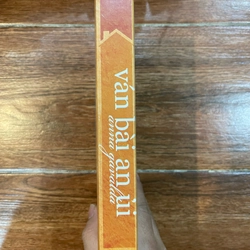 ván bài an ủi
anna gavalda